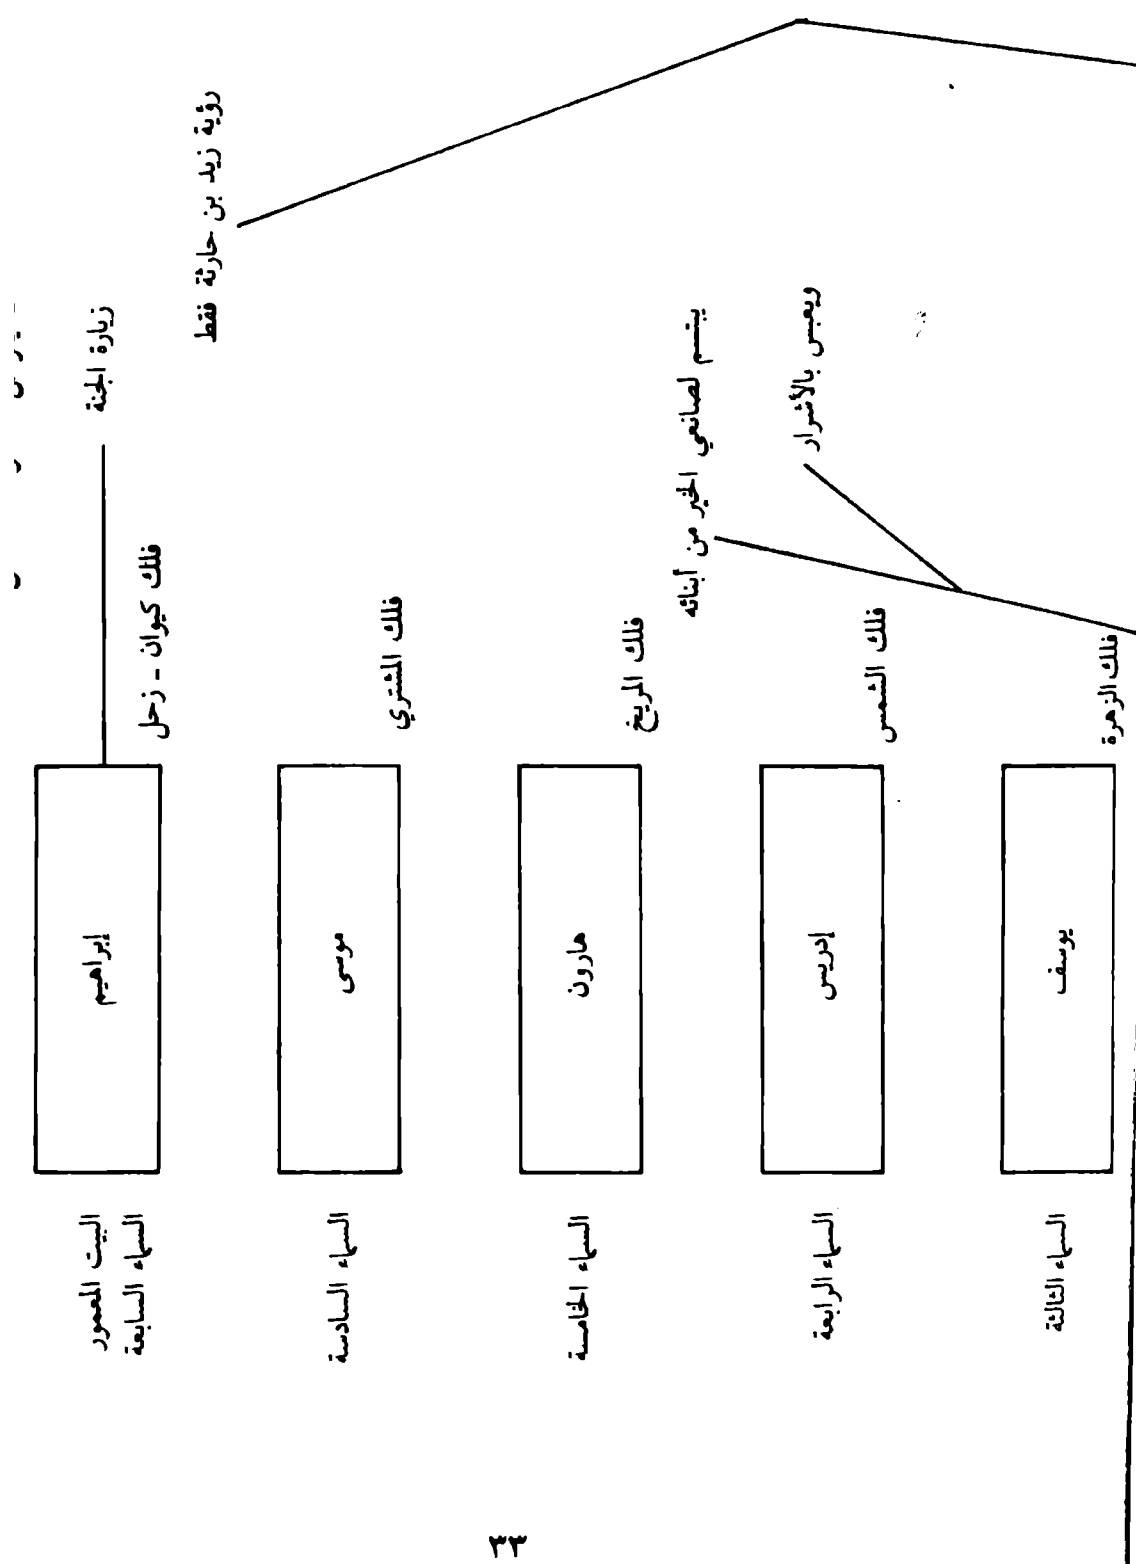 زيارة الجنة
رؤية زيد بن حارثة فقط
فلك كيوان - زحل
إبراهيم
البيت المعمور
السماء السابعة
فلك المشتري
موسى
السماء السادسة
فلك المريخ
هارون
السماء الخامسة
يبتسم لصانعي الخير من أبنائه
ويعبس بالأشرار
فلك الشمس
إدريس
السماء الرابعة
فلك الزهرة
يوسف
السماء الثالثة
٣٣